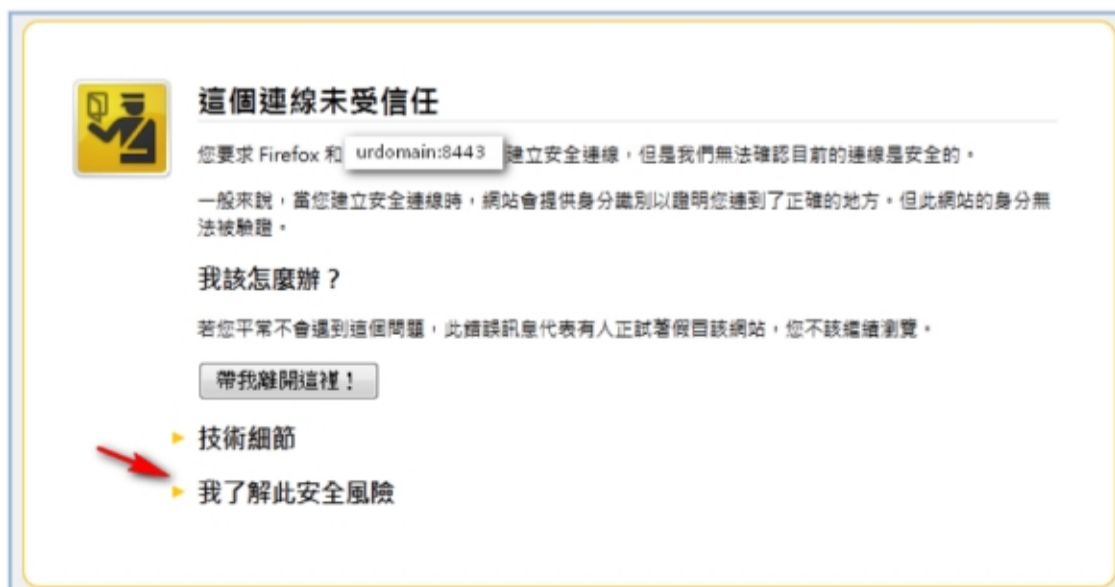 這個連線未受信任
您要求 Firefox 和 urdomain:8443 建立安全連線，但是我們無法確認目前的連線是安全的。
一般來說，當您建立安全連線時，網站會提供身分識別以證明您連到了正確的地方。但此網站的身分無
法被驗證。
我該怎麼辦？
若您平常不會遇到這個問題，此錯誤訊息代表有人正試著假冒該網站，您不該繼續瀏覽。
帶我離開這裡！
技術細節
我了解此安全風險